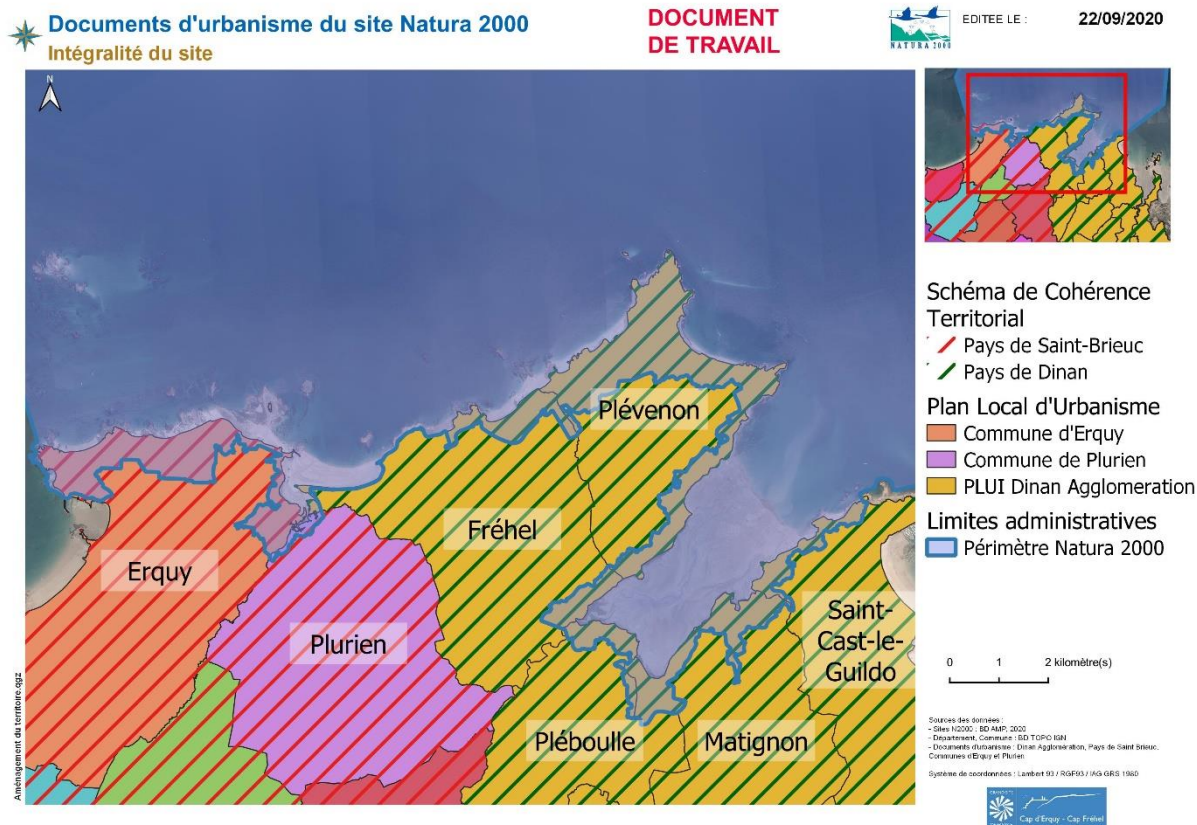 Documents d'urbanisme du site Natura 2000
Intégralité du site
DOCUMENT
DE TRAVAIL
NATURA 2000
EDITEE LE :
22/09/2020
N
Plévenon
Fréhel
Erquy
Plurien
Saint-
Cast-le-
Guildo
Pléboulle
Matignon
Schéma de Cohérence
Territorial
Pays de Saint-Brieuc
Pays de Dinan
Plan Local d'Urbanisme
Commune d'Erquy
Commune de Plurien
PLUI Dinan Agglomeration
Limites administratives
Périmètre Natura 2000
0 1 2 kilomètre(s)
Sources des données :
- Sites N2000 : BD AMP, 2020
- Département, Commune : BD TOPO IGN
- Documents d'urbanisme : Dinan Agglomération, Pays de Saint Brieuc,
Communes d'Erquy et Plurien
Système de coordonnées : Lambert 93 / RGF93 / IAG GRS 1980
Aménagement du territoire.qgz
Cap d'Erquy - Cap Fréhel